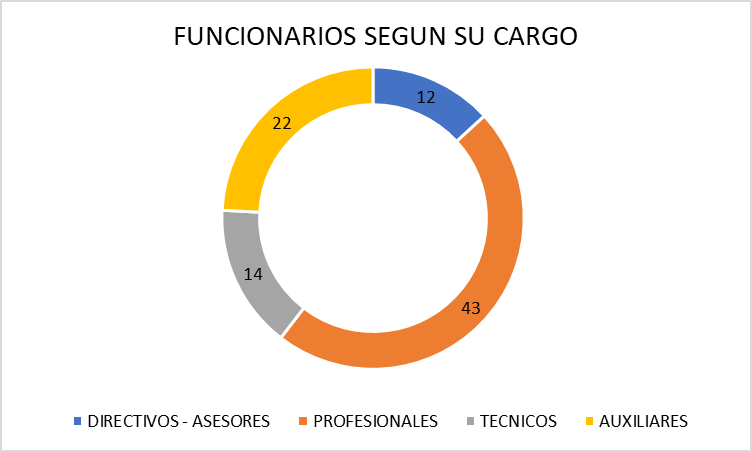 FUNCIONARIOS SEGUN SU CARGO
12
22
14
43
DIRECTIVOS - ASESORES PROFESIONALES TECNICOS AUXILIARES